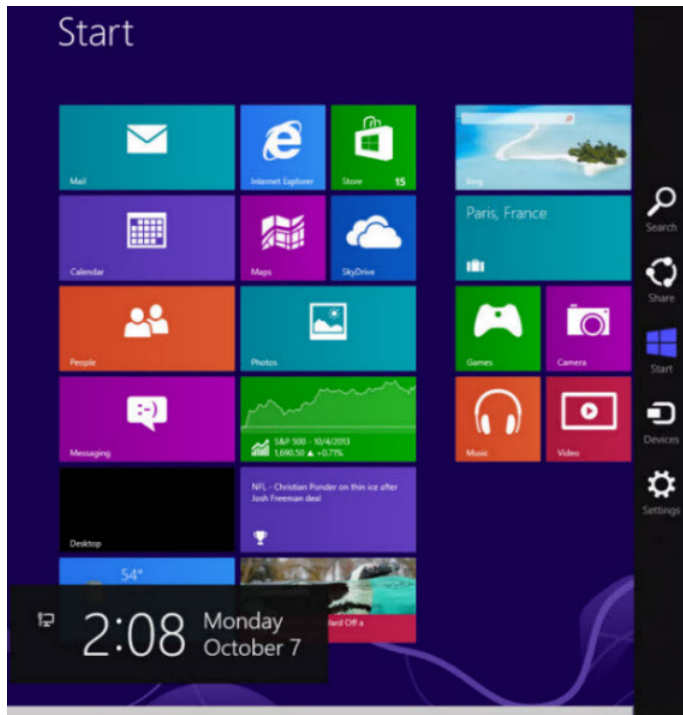 Start
Mail
Internet Explorer
Store 15
Bing
Calendar
Maps
SkyDrive
Paris, France
People
Photos
Games
Camera
Messaging
S&P 500 - 10/4/2013
1,690.50 ▲ +0.71%
Music
Video
Desktop
NFL - Christian Ponder on thin ice after
Josh Freeman deal
54°
Off a
2:08
Monday
October 7
Search
Share
Start
Devices
Settings